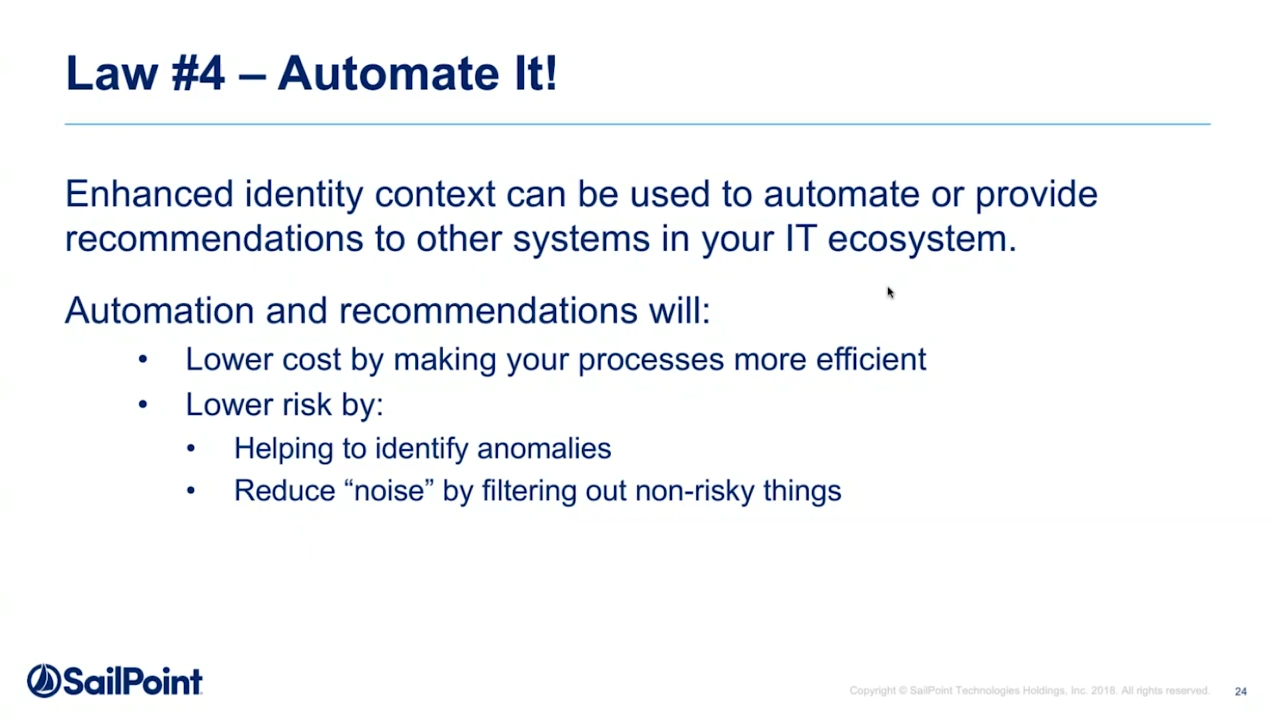 Law #4 – Automate It!
Enhanced identity context can be used to automate or provide
recommendations to other systems in your IT ecosystem.
Automation and recommendations will:
• Lower cost by making your processes more efficient
• Lower risk by:
• Helping to identify anomalies
• Reduce “noise” by filtering out non-risky things
SailPoint
Copyright © SailPoint Technologies Holdings, Inc. 2018. All rights reserved.
24